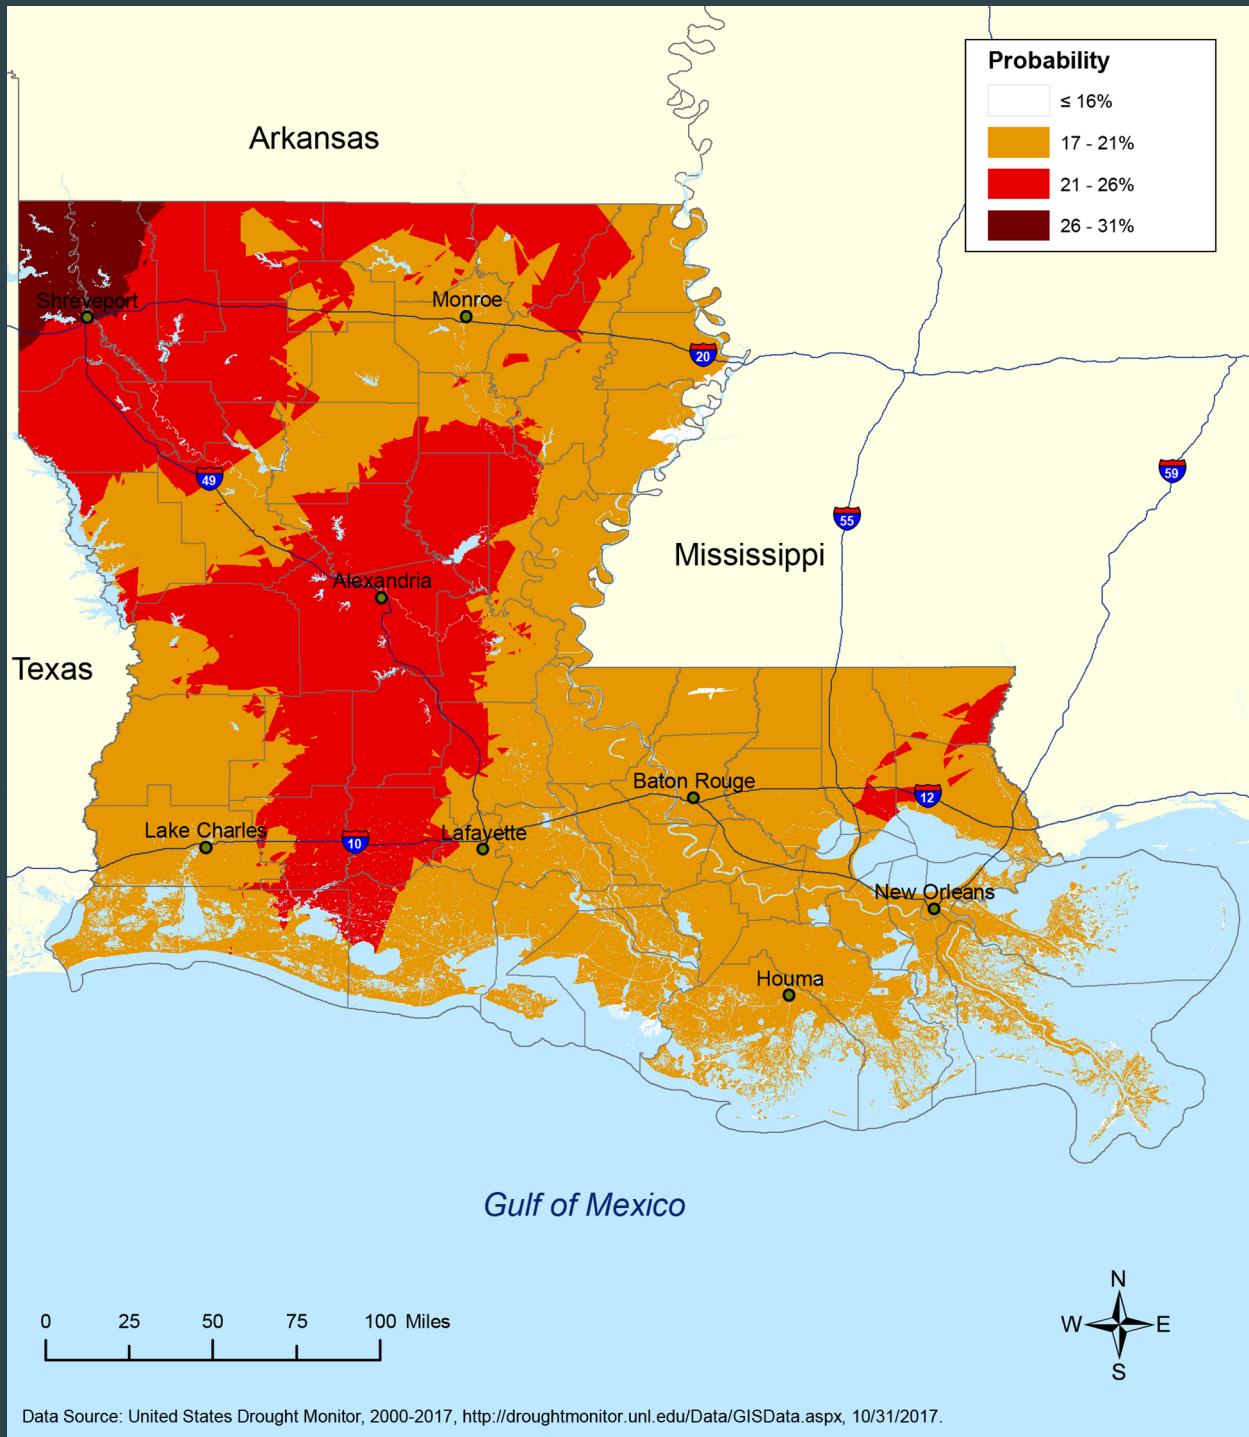 Probability
≤ 16%
17 - 21%
21 - 26%
26 - 31%
Arkansas
Shreveport
Monroe
20
49
59
55
Mississippi
Alexandria
Texas
Baton Rouge
12
Lake Charles
10
Lafayette
New Orleans
Houma
Gulf of Mexico
N
W E
S
0 25 50 75 100 Miles
Data Source: United States Drought Monitor, 2000-2017, http://droughtmonitor.unl.edu/Data/GISData.aspx, 10/31/2017.